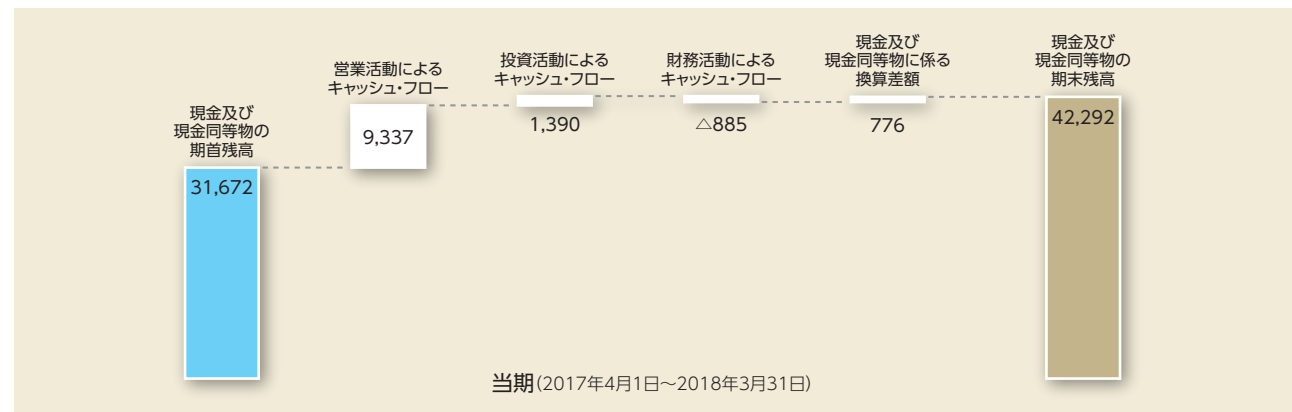 現金及び
現金同等物の
期首残高
31,672
営業活動による
キャッシュ・フロー
9,337
投資活動による
キャッシュ・フロー
1,390
財務活動による
キャッシュ・フロー
△885
現金及び
現金同等物に係る
換算差額
776
現金及び
現金同等物の
期末残高
42,292
当期(2017年4月1日～2018年3月31日)